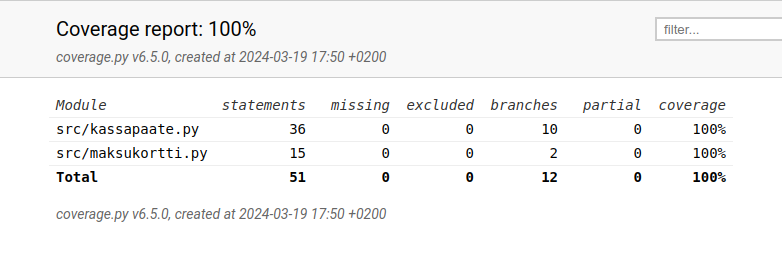 Coverage report: 100%
filter...
coverage.py v6.5.0, created at 2024-03-19 17:50 +0200
Module statements missing excluded branches partial coverage
src/kassapaate.py 36 0 0 10 0 100%
src/maksukortti.py 15 0 0 2 0 100%
Total 51 0 0 12 0 100%
coverage.py v6.5.0, created at 2024-03-19 17:50 +0200